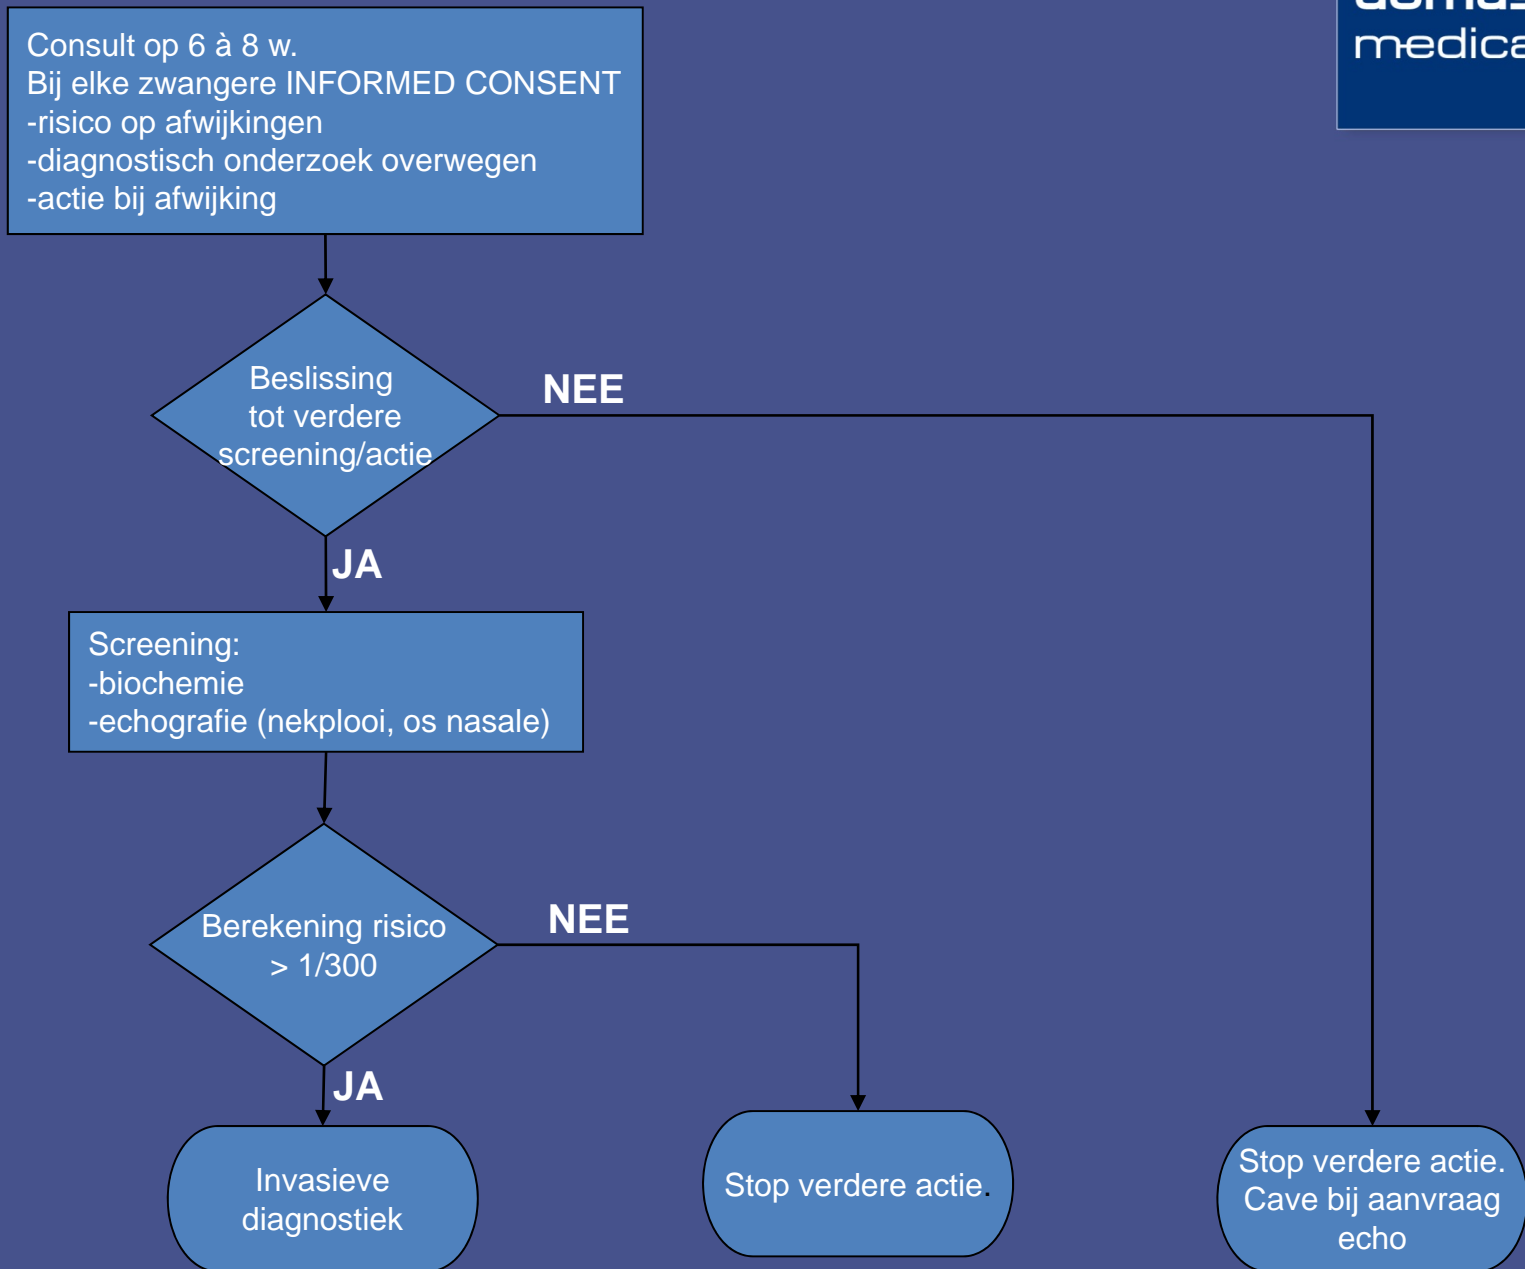 medica
Consult op 6 à 8 w.
Bij elke zwangere INFORMED CONSENT
-risico op afwijkingen
-diagnostisch onderzoek overwegen
-actie bij afwijking
Beslissing
tot verdere
screening/actie
NEE
JA
Screening:
-biochemie
-echografie (nekplooi, os nasale)
Berekening risico
> 1/300
NEE
JA
Invasieve
diagnostiek
Stop verdere actie.
Stop verdere actie.
Cave bij aanvraag
echo